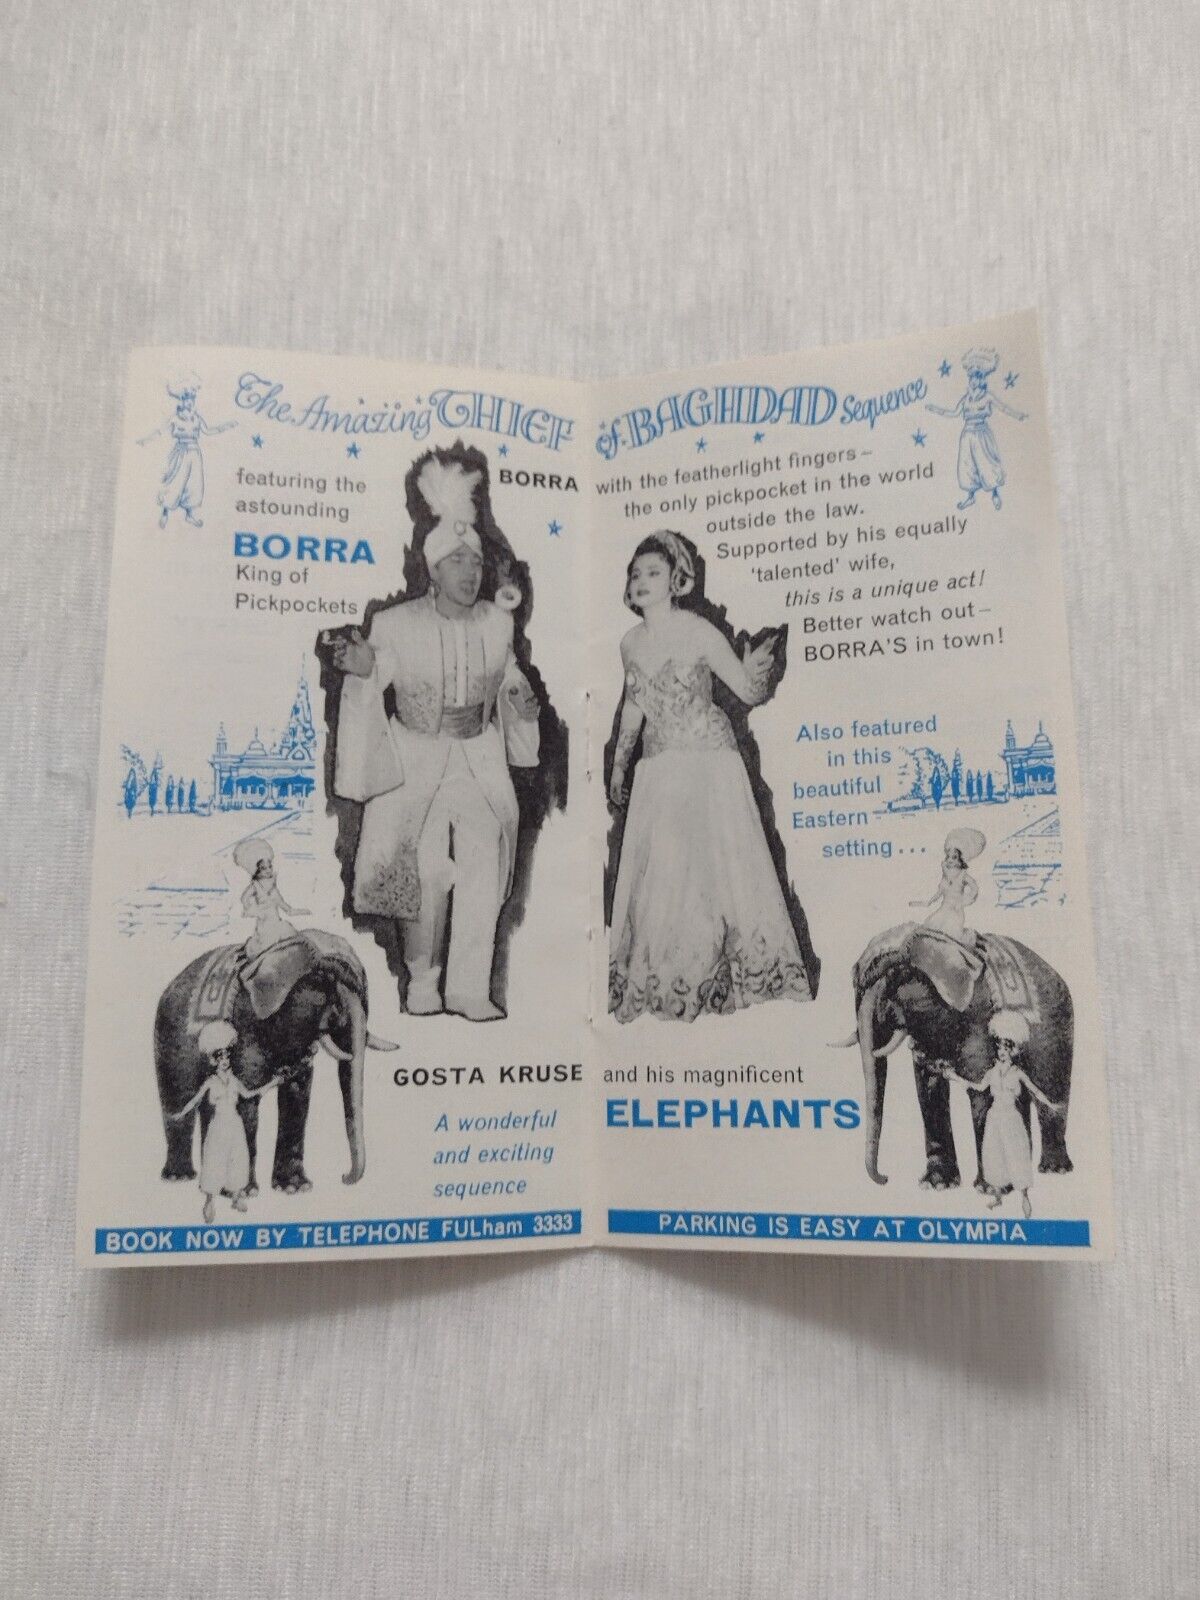 The Amazing THIEF of BAGHDAD Sequence
featuring the
astounding
BORRA
King of
Pickpockets
BORRA with the featherlight fingers –
the only pickpocket in the world
outside the law.
Supported by his equally
'talented' wife,
this is a unique act!
Better watch out –
BORRA'S in town!
Also featured
in this
beautiful
Eastern
setting...
GOSTA KRUSE and his magnificent
ELEPHANTS
A wonderful
and exciting
sequence
BOOK NOW BY TELEPHONE FULham 3333
PARKING IS EASY AT OLYMPIA